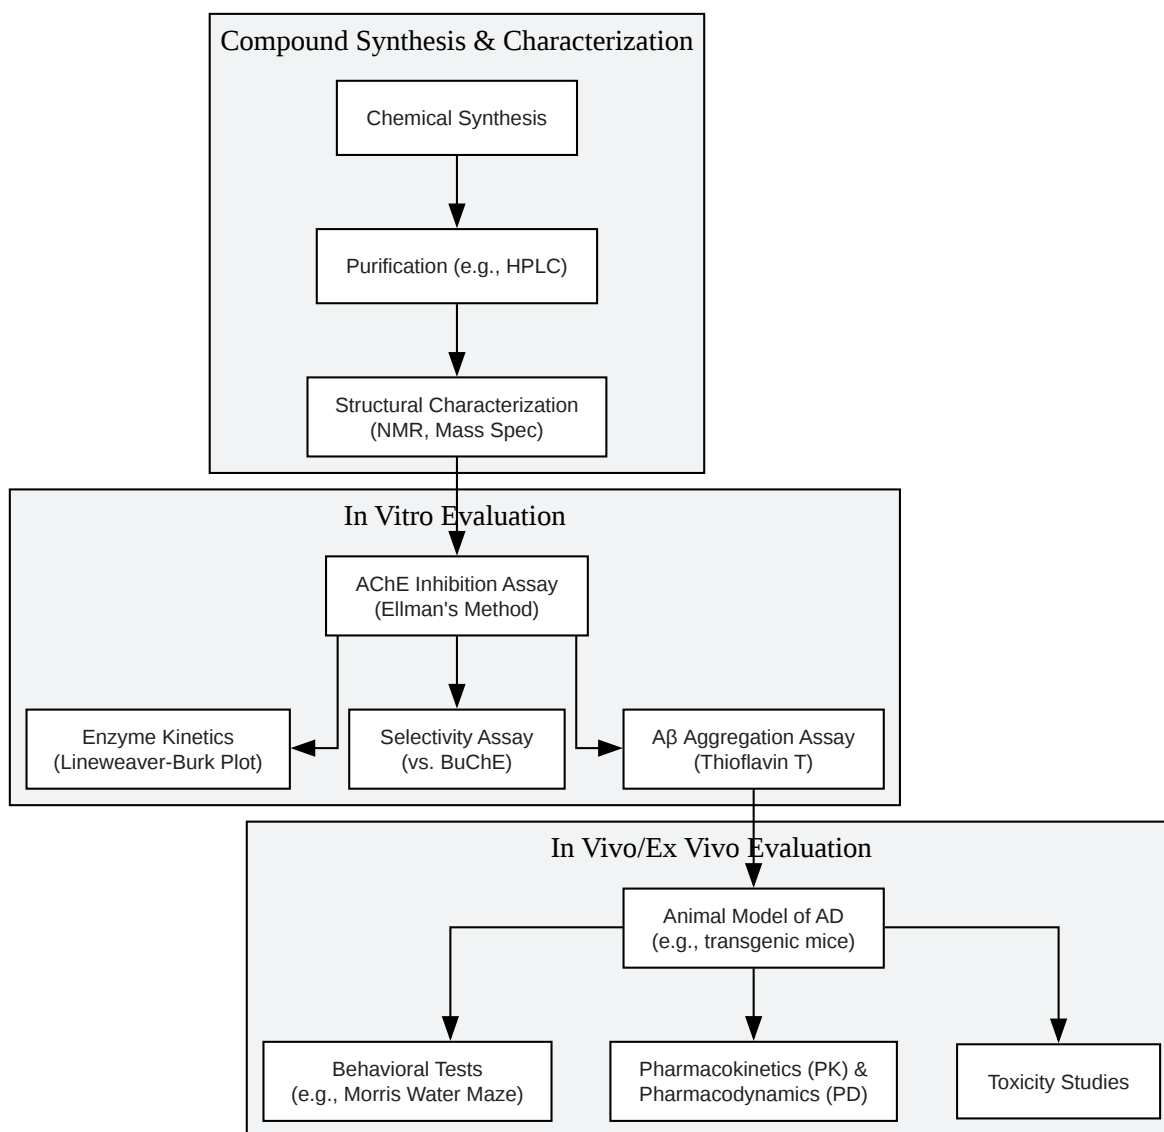 Compound Synthesis & Characterization
Chemical Synthesis
Purification (e.g., HPLC)
Structural Characterization
(NMR, Mass Spec)
In Vitro Evaluation
AChE Inhibition Assay
(Ellman's Method)
Enzyme Kinetics
(Lineweaver-Burk Plot)
Selectivity Assay
(vs. BuChE)
Aβ Aggregation Assay
(Thioflavin T)
In Vivo/Ex Vivo Evaluation
Animal Model of AD
(e.g., transgenic mice)
Behavioral Tests
(e.g., Morris Water Maze)
Pharmacokinetics (PK) &
Pharmacodynamics (PD)
Toxicity Studies